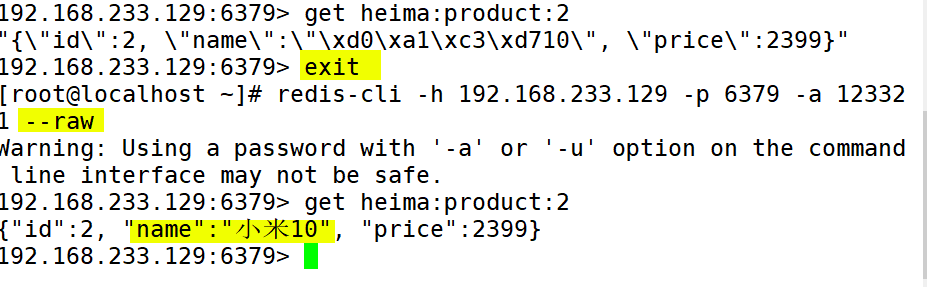 192.168.233.129:6379> get heima:product:2
"{\"id\":2, \"name\":\"\xd0\xa1\xc3\xd710\", \"price\":2399}"
192.168.233.129:6379> exit
[root@localhost ~]# redis-cli -h 192.168.233.129 -p 6379 -a 12332
1 --raw
Warning: Using a password with '-a' or '-u' option on the command
line interface may not be safe.
192.168.233.129:6379> get heima:product:2
{"id":2, "name":"小米10", "price":2399}
192.168.233.129:6379>